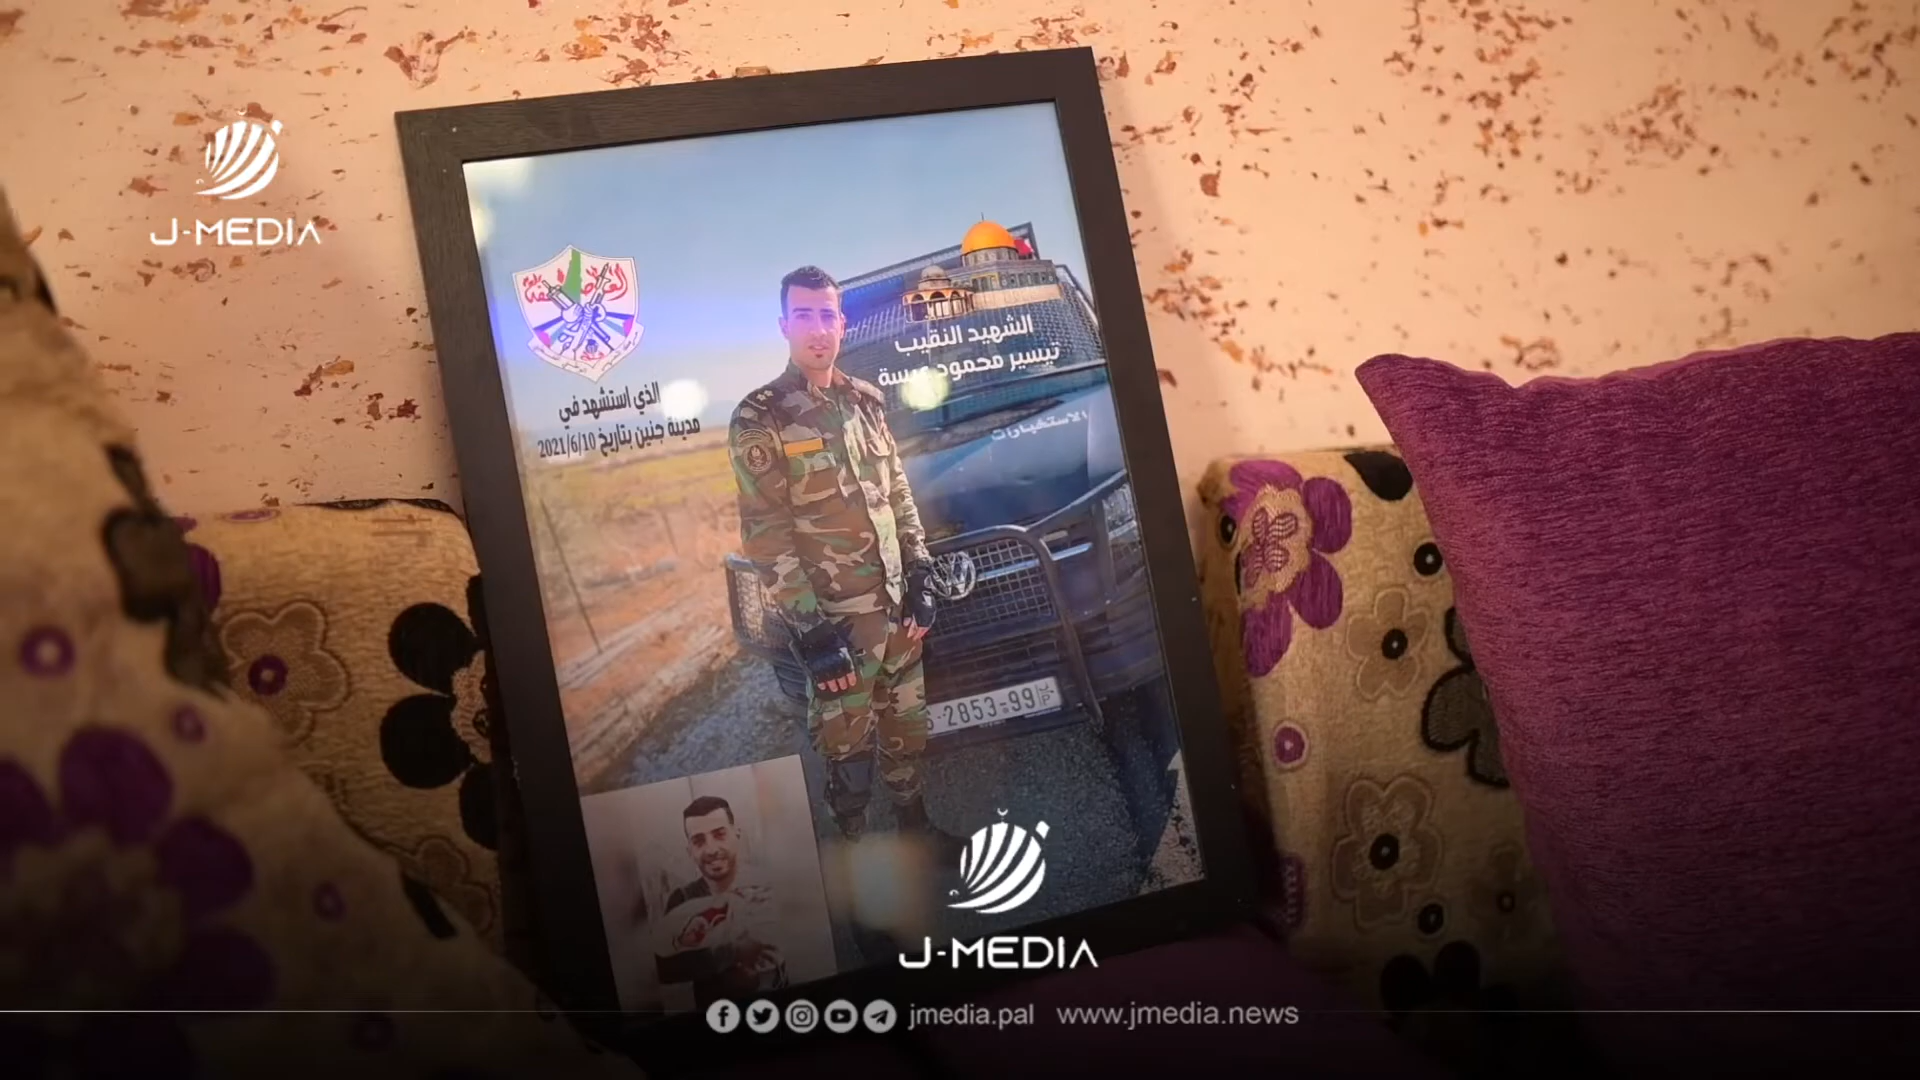 J-MEDIA
العاصفة
الشهيد النقيب
تيسير محمود عيسة
الاستخبارات
الذي استشهد في
مدينة جنين بتاريخ 2021/6/10
2853-99
J-MEDIA
jmedia.pal www.jmedia.news